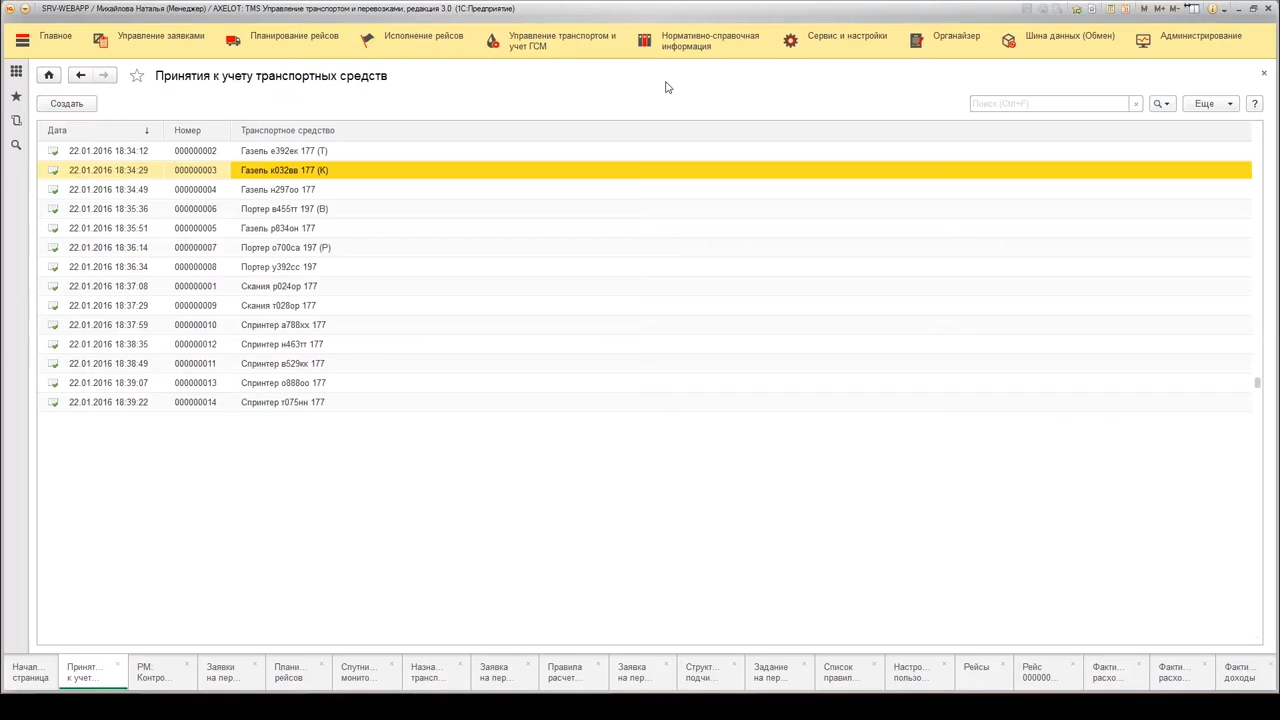 SRV-WEBAPP / Михайлова Наталья (Менеджер) / AXELOT: TMS Управление транспортом и перевозками, редакция 3.0 (1С:Предприятие)
M M+ M-
Главное
Управление заявками
Планирование рейсов
Исполнение рейсов
Управление транспортом и
учет ГСМ
Нормативно-справочная
информация
Сервис и настройки
Органайзер
Шина данных (Обмен)
Администрирование
Принятия к учету транспортных средств
Создать
Поиск (Ctrl+F)
Еще
?
Дата Номер Транспортное средство
22.01.2016 18:34:12 000000002 Газель е392ек 177 (Т)
22.01.2016 18:34:29 000000003 Газель к032вв 177 (К)
22.01.2016 18:34:49 000000004 Газель н297оо 177
22.01.2016 18:35:36 000000006 Портер в455тт 197 (В)
22.01.2016 18:35:51 000000005 Газель р834он 177
22.01.2016 18:36:14 000000007 Портер о700са 197 (Р)
22.01.2016 18:36:34 000000008 Портер у392сс 197
22.01.2016 18:37:08 000000001 Скания р024ор 177
22.01.2016 18:37:29 000000009 Скания т028ор 177
22.01.2016 18:37:59 000000010 Спринтер а788хх 177
22.01.2016 18:38:35 000000012 Спринтер н463тт 177
22.01.2016 18:38:49 000000011 Спринтер в529кк 177
22.01.2016 18:39:07 000000013 Спринтер о888оо 177
22.01.2016 18:39:22 000000014 Спринтер т075нн 177
Начал...
страница
Принят...
к учет...
РМ:
Контро...
Заявки
на пер...
Плани...
рейсов
Спутни...
монито...
Назна...
трансп...
Заявка
на пер...
Правила
расчет...
Заявка
на пер...
Структ...
подчи...
Задание
на пер...
Список
правил...
Настро...
пользо...
Рейсы
Рейс
000000...
Факти...
расхо...
Факти...
расхо...
Факти...
доходы